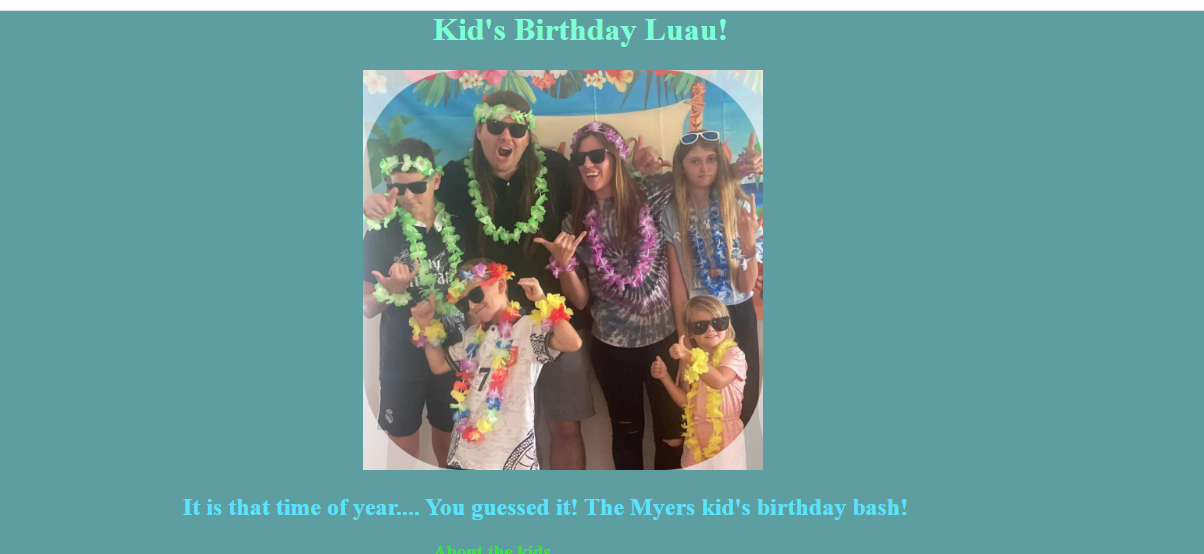 Kid's Birthday Luau!
7
It is that time of year.... You guessed it! The Myers kid's birthday bash!
About the kids